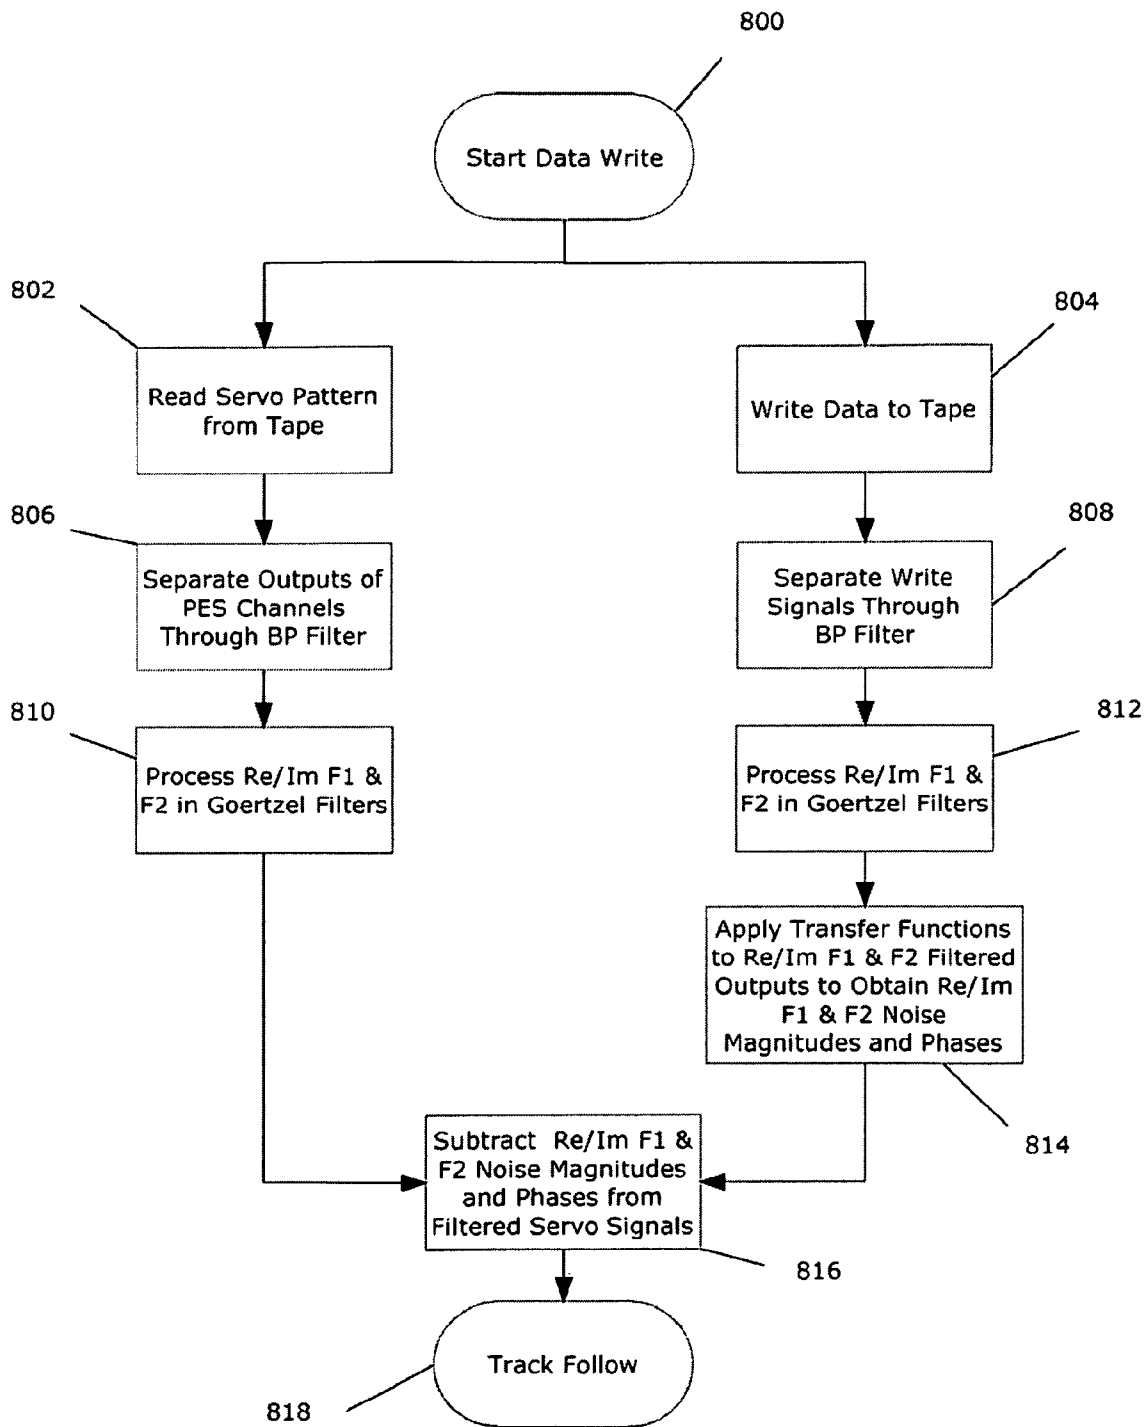 800
Start Data Write
802
804
Read Servo Pattern
from Tape
Write Data to Tape
806
808
Separate Outputs of
PES Channels
Through BP Filter
Separate Write
Signals Through
BP Filter
810
812
Process Re/Im F1 &
F2 in Goertzel Filters
Process Re/Im F1 &
F2 in Goertzel Filters
Apply Transfer Functions
to Re/Im F1 & F2 Filtered
Outputs to Obtain Re/Im
F1 & F2 Noise
Magnitudes and Phases
814
Subtract Re/Im F1 &
F2 Noise Magnitudes
and Phases from
Filtered Servo Signals
816
Track Follow
818